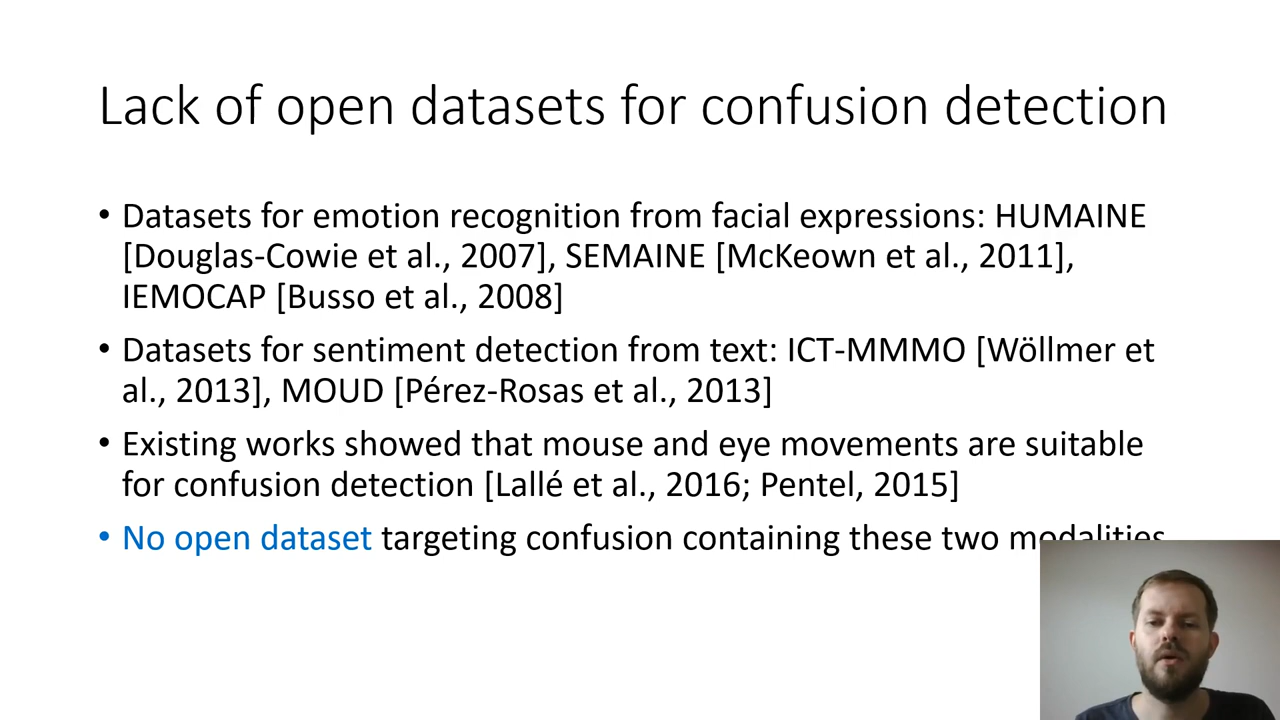 Lack of open datasets for confusion detection
• Datasets for emotion recognition from facial expressions: HUMAINE
[Douglas-Cowie et al., 2007], SEMAINE [McKeown et al., 2011],
IEMOCAP [Busso et al., 2008]
• Datasets for sentiment detection from text: ICT-MMMO [Wöllmer et
al., 2013], MOUD [Pérez-Rosas et al., 2013]
• Existing works showed that mouse and eye movements are suitable
for confusion detection [Lallé et al., 2016; Pentel, 2015]
• No open dataset targeting confusion containing these two modalities